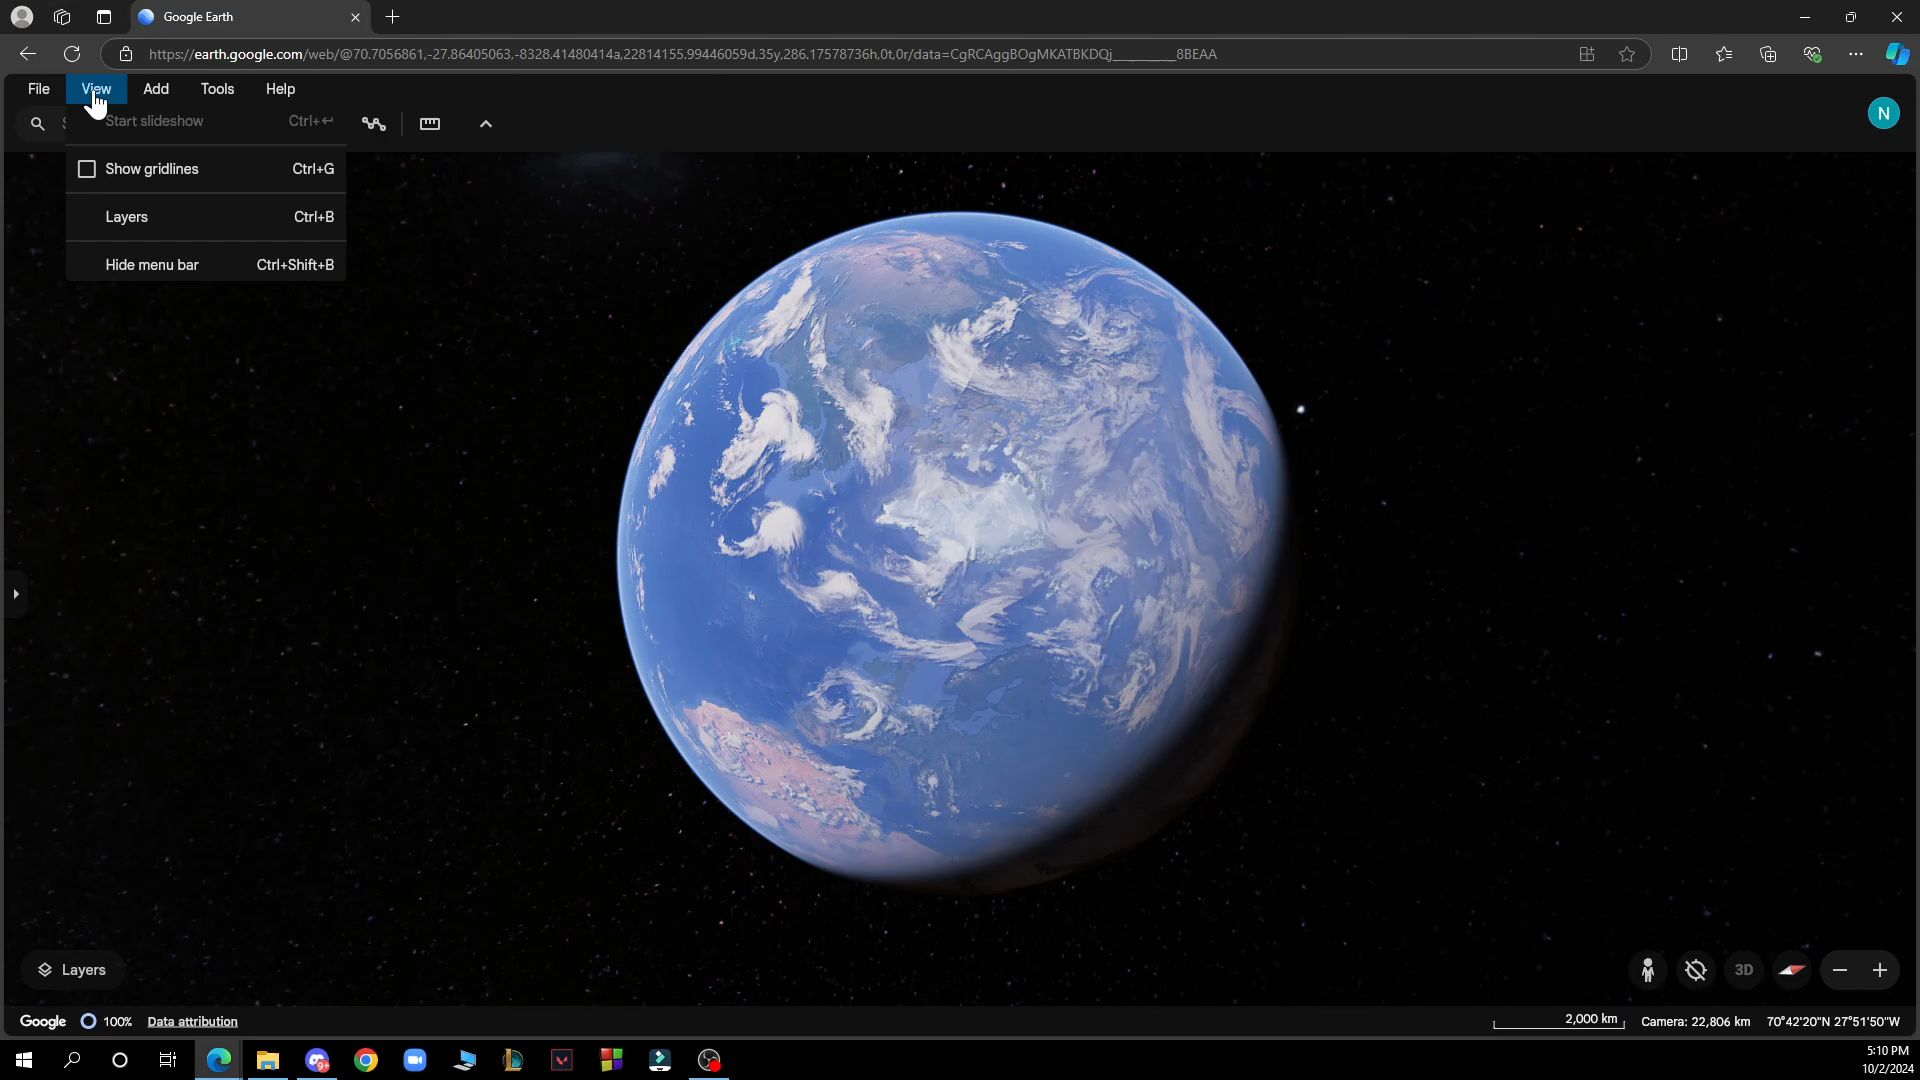 Google Earth
https://earth.google.com/web/@70.7056861,-27.86405063,-8328.41480414a,22814155.99446059d,35y,286.17578736h,0t,0r/data=CgRCAggBOgMKATBKDQj___________8BEAA
File View Add Tools Help
N
Start slideshow Ctrl+↵
Show gridlines Ctrl+G
Layers Ctrl+B
Hide menu bar Ctrl+Shift+B
3D
Layers
Google 100% Data attribution 2,000 km Camera: 22,806 km 70°42'20"N 27°51'50"W
9+
5:10 PM
10/2/2024